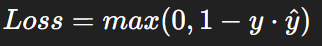 Loss = max(0, 1 − y · ŷ)